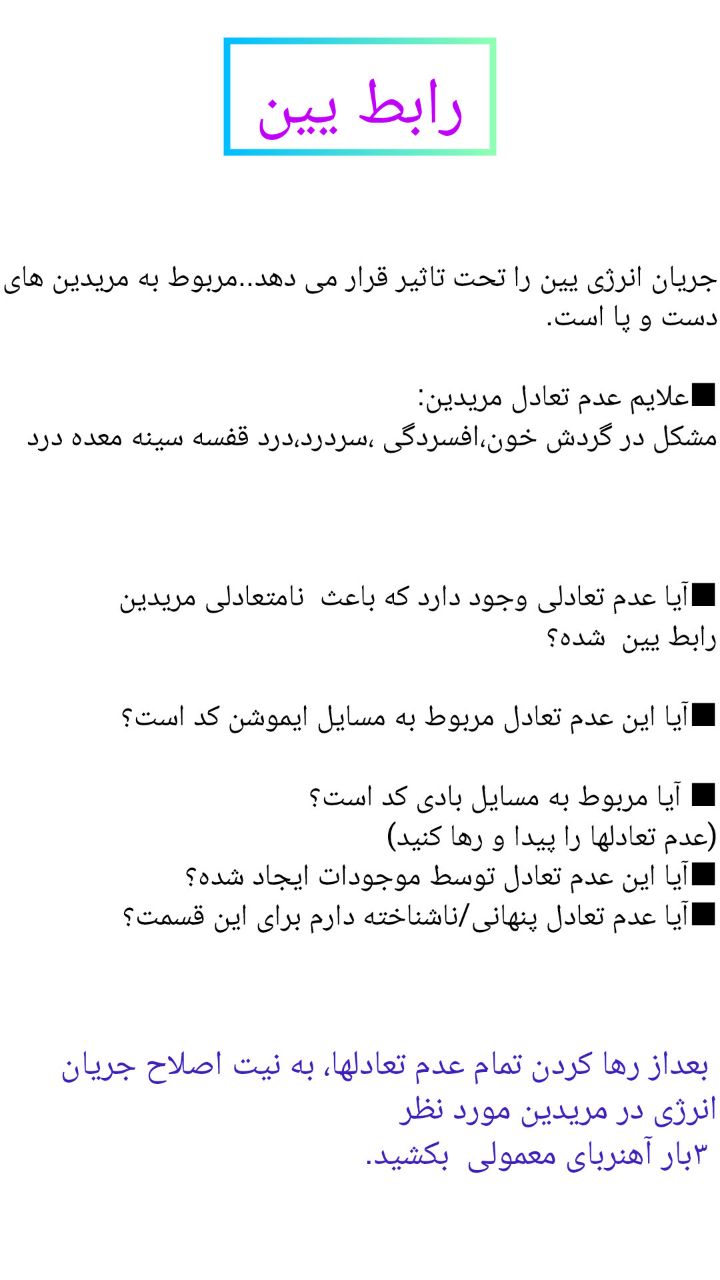 رابط یین
جریان انرژی یین را تحت تاثیر قرار می دهد..مربوط به مریدین های
دست و پا است.
■علایم عدم تعادل مریدین:
مشکل در گردش خون،افسردگی ،سردرد،درد قفسه سینه معده درد
■آیا عدم تعادلی وجود دارد که باعث نامتعادلی مریدین
رابط یین شده؟
■آیا این عدم تعادل مربوط به مسایل ایموشن کد است؟
■ آیا مربوط به مسایل بادی کد است؟
(عدم تعادلها را پیدا و رها کنید)
■آیا این عدم تعادل توسط موجودات ایجاد شده؟
■آیا عدم تعادل پنهانی/ناشناخته دارم برای این قسمت؟
بعداز رها کردن تمام عدم تعادلها، به نیت اصلاح جریان
انرژی در مریدین مورد نظر
۳بار آهنربای معمولی بکشید.